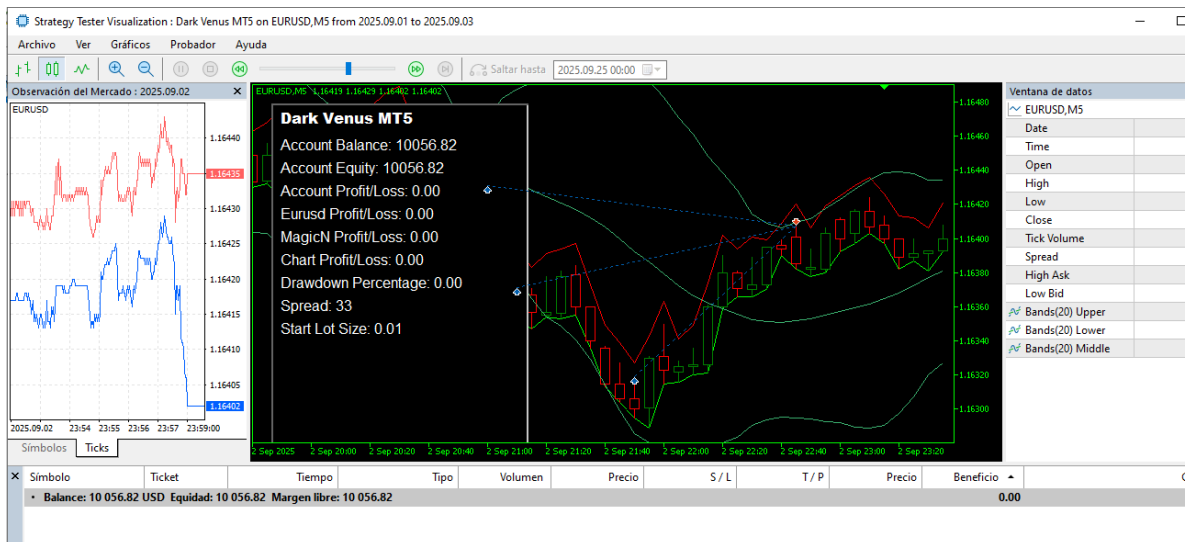 Strategy Tester Visualization : Dark Venus MT5 on EURUSD,M5 from 2025.09.01 to 2025.09.03
Archivo Ver Gráficos Probador Ayuda
Saltar hasta 2025.09.25 00:00
Observación del Mercado : 2025.09.02
EURUSD
1.16440
1.16435
1.16430
1.16425
1.16420
1.16415
1.16410
1.16405
1.16402
2025.09.02 23:54 23:55 23:56 23:57 23:59:00
Símbolos Ticks
EURUSD,M5 1.16419 1.16429 1.16402 1.16402
Dark Venus MT5
Account Balance: 10056.82
Account Equity: 10056.82
Account Profit/Loss: 0.00
Eurusd Profit/Loss: 0.00
MagicN Profit/Loss: 0.00
Chart Profit/Loss: 0.00
Drawdown Percentage: 0.00
Spread: 33
Start Lot Size: 0.01
1.16480
1.16460
1.16440
1.16420
1.16400
1.16380
1.16360
1.16340
1.16320
1.16300
2 Sep 2025 2 Sep 20:00 2 Sep 20:20 2 Sep 20:40 2 Sep 21:00 2 Sep 21:20 2 Sep 21:40 2 Sep 22:00 2 Sep 22:20 2 Sep 22:40 2 Sep 23:00 2 Sep 23:20
Ventana de datos
EURUSD,M5
Date
Time
Open
High
Low
Close
Tick Volume
Spread
High Ask
Low Bid
Bands(20) Upper
Bands(20) Lower
Bands(20) Middle
Símbolo Ticket Tiempo Tipo Volumen Precio S / L T / P Precio Beneficio
Balance: 10 056.82 USD Equidad: 10 056.82 Margen libre: 10 056.82 0.00